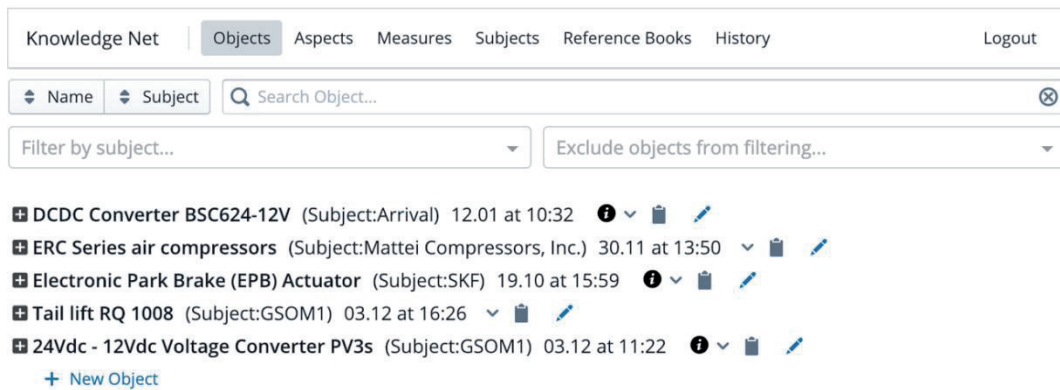 Knowledge Net Objects Aspects Measures Subjects Reference Books History Logout
Name Subject Search Object...
Filter by subject... Exclude objects from filtering...
DCDC Converter BSC624-12V (Subject:Arrival) 12.01 at 10:32
ERC Series air compressors (Subject:Mattei Compressors, Inc.) 30.11 at 13:50
Electronic Park Brake (EPB) Actuator (Subject:SKF) 19.10 at 15:59
Tail lift RQ 1008 (Subject:GSOM1) 03.12 at 16:26
24Vdc - 12Vdc Voltage Converter PV3s (Subject:GSOM1) 03.12 at 11:22
+ New Object